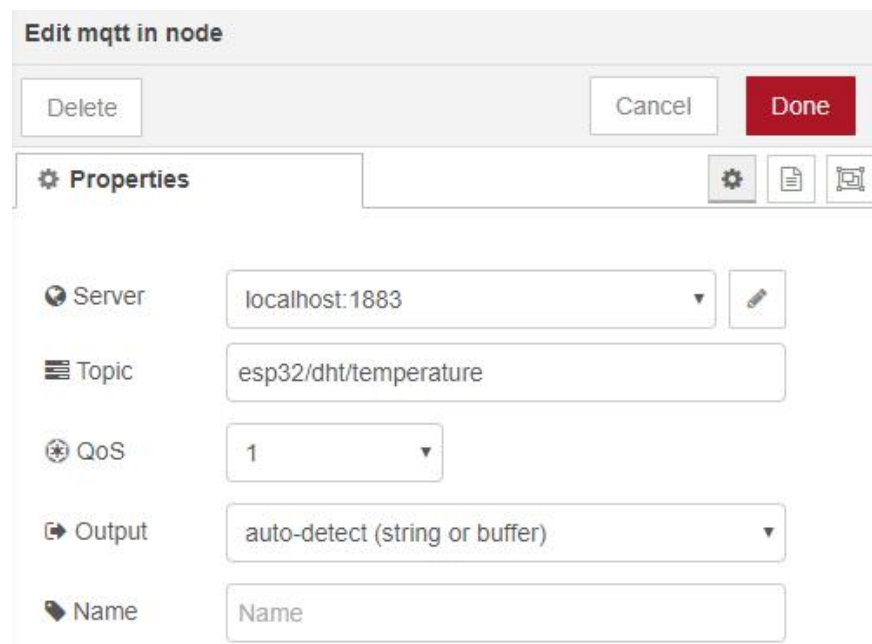 Edit mqtt in node
Delete
Cancel
Done
Properties
Server
localhost:1883
Topic
esp32/dht/temperature
QoS
1
Output
auto-detect (string or buffer)
Name
Name